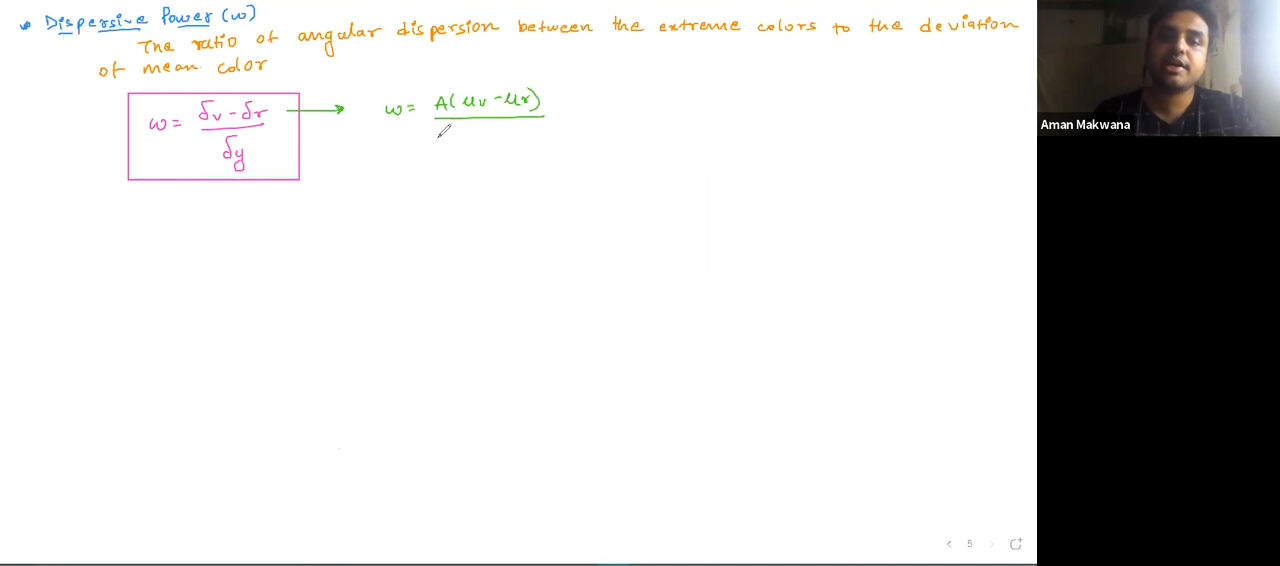 • Dispersive Power (ω)
The ratio of angular dispersion between the extreme colors to the deviation
of mean color
ω = δv - δr / δy → ω = A(μv - μr)
Aman Makwana
5